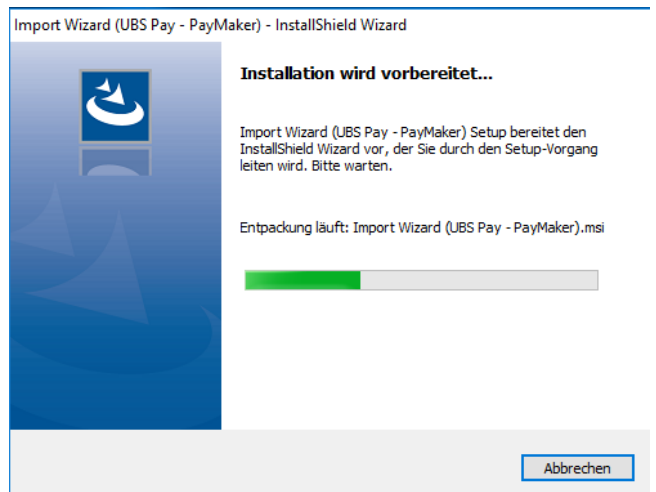 Import Wizard (UBS Pay - PayMaker) - InstallShield Wizard
Installation wird vorbereitet...
Import Wizard (UBS Pay - PayMaker) Setup bereitet den
InstallShield Wizard vor, der Sie durch den Setup-Vorgang
leiten wird. Bitte warten.
Entpackung läuft: Import Wizard (UBS Pay - PayMaker).msi
Abbrechen